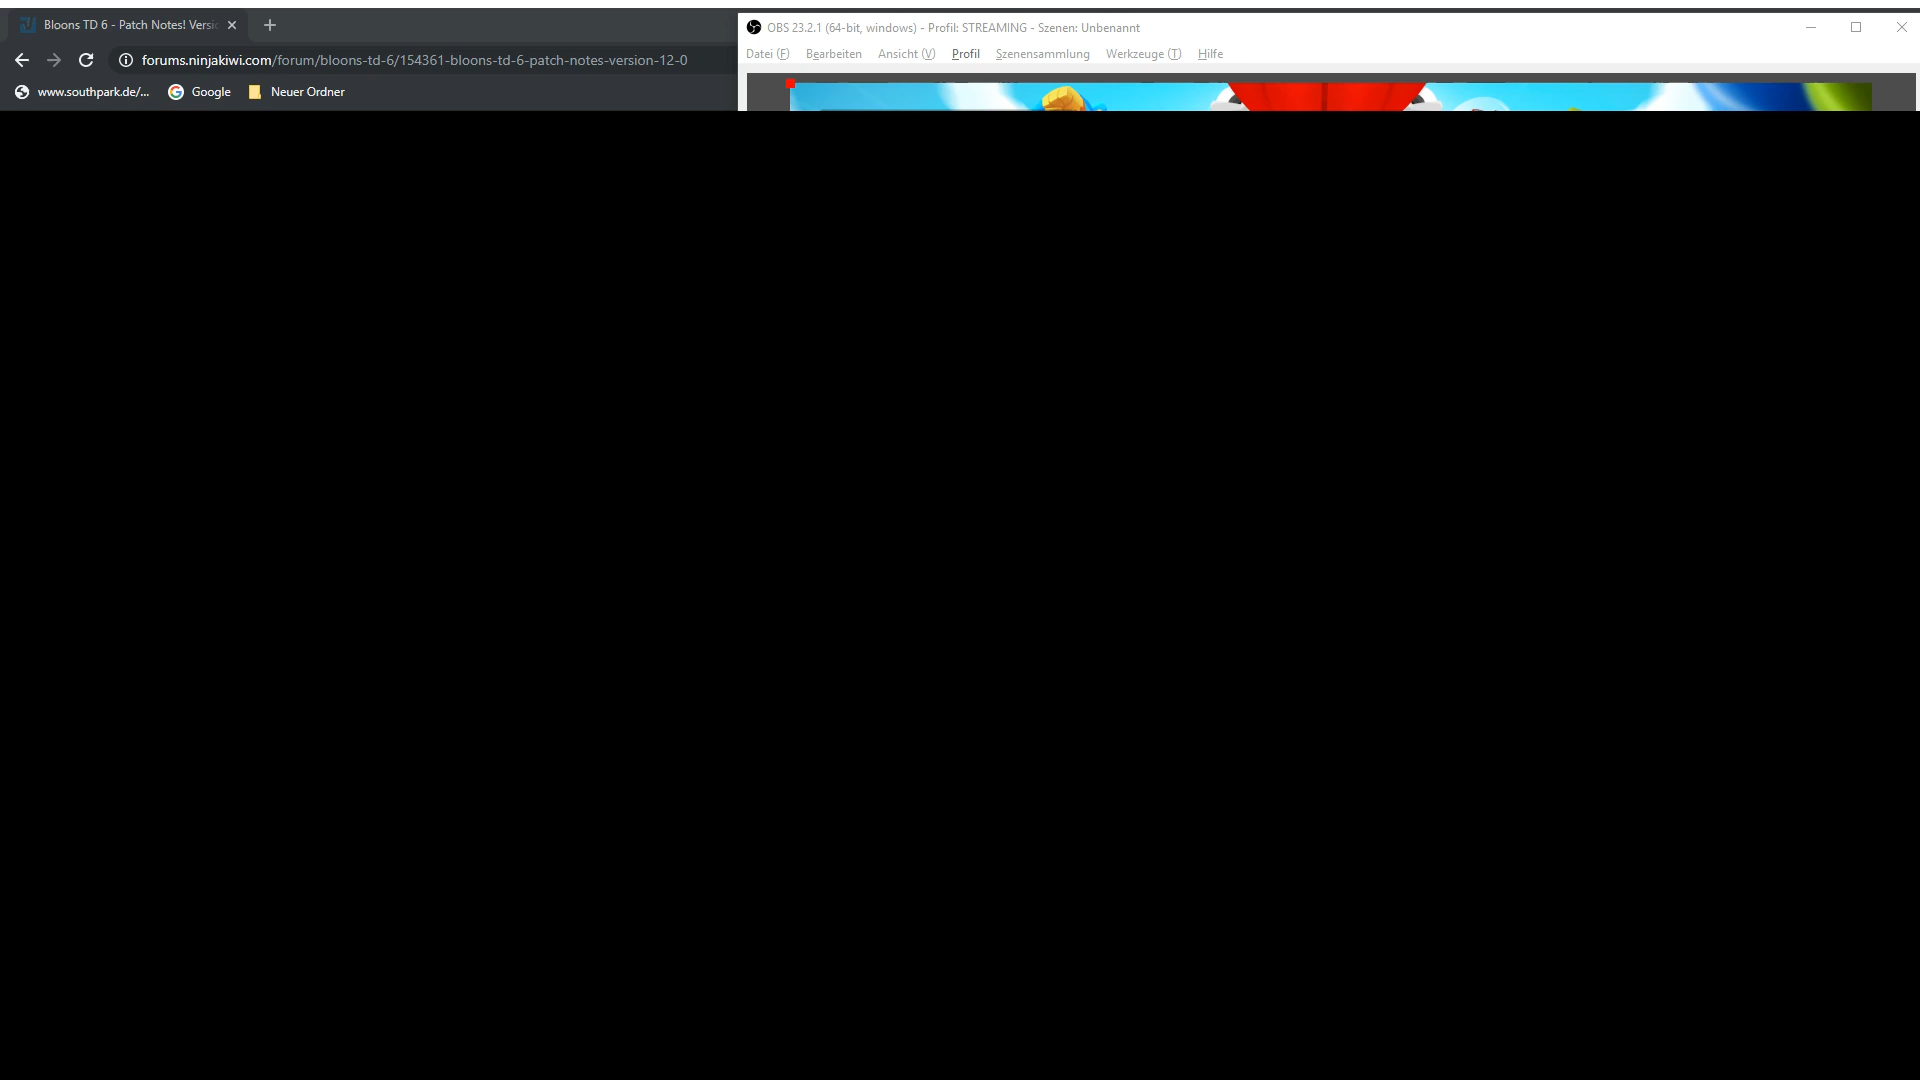 Bloons TD 6 - Patch Notes! Versi
forums.ninjakiwi.com/forum/bloons-td-6/154361-bloons-td-6-patch-notes-version-12-0
www.southpark.de/... Google Neuer Ordner
OBS 23.2.1 (64-bit, windows) - Profil: STREAMING - Szenen: Unbenannt
Datei (F) Bearbeiten Ansicht (V) Profil Szenensammlung Werkzeuge (T) Hilfe